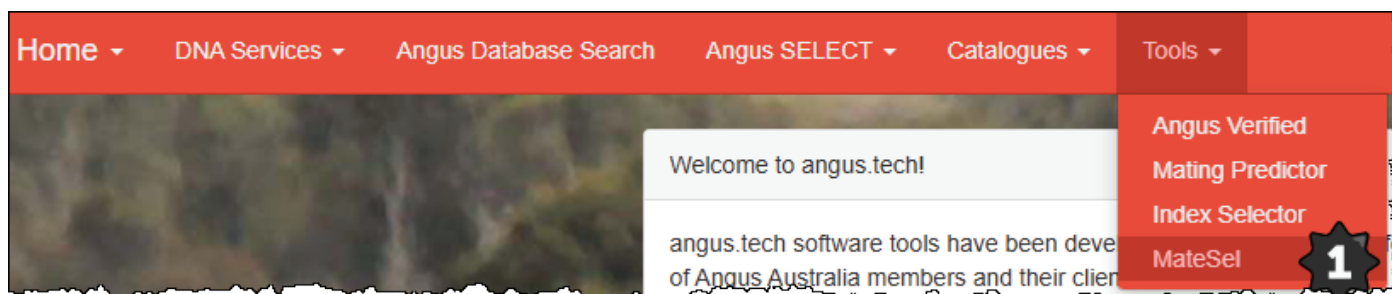 Home DNA Services Angus Database Search Angus SELECT Catalogues Tools
Angus Verified
Mating Predictor
Index Selector
MateSel
1
Welcome to angus.tech!
angus.tech software tools have been deve
of Angus Australia members and their clien